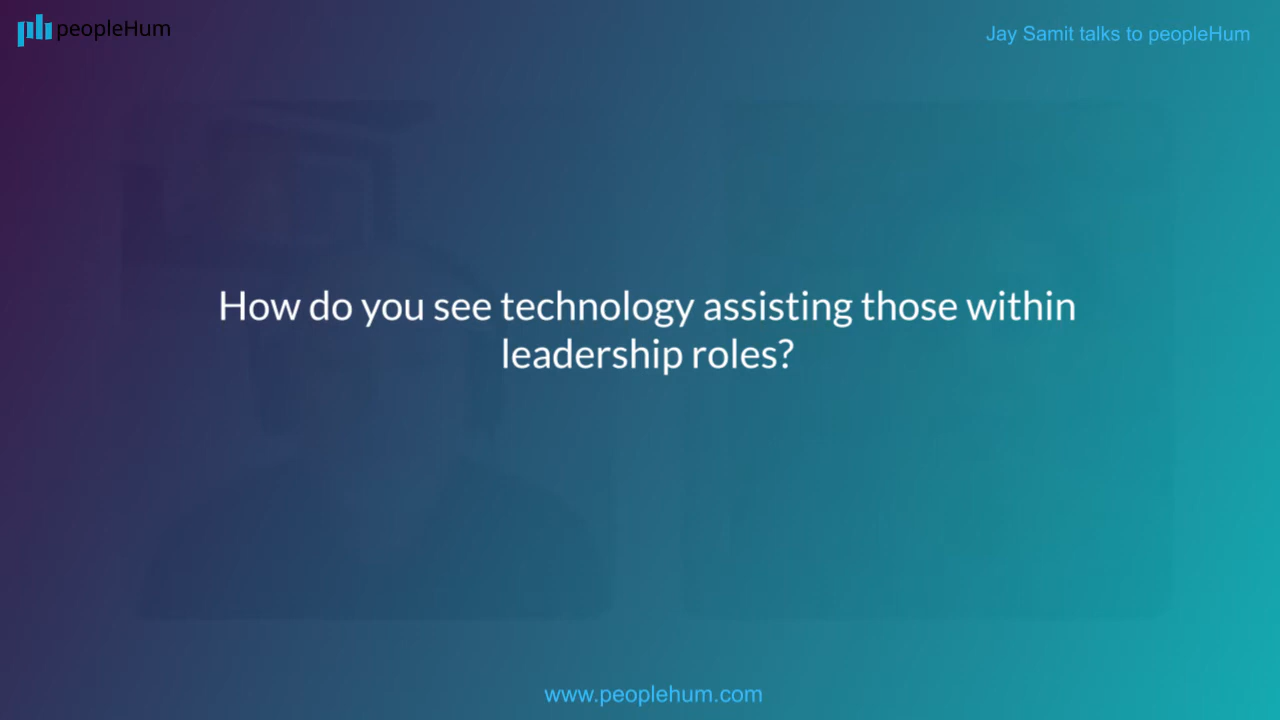 peopleHum
Jay Samit talks to peopleHum
How do you see technology assisting those within
leadership roles?
www.peoplehum.com